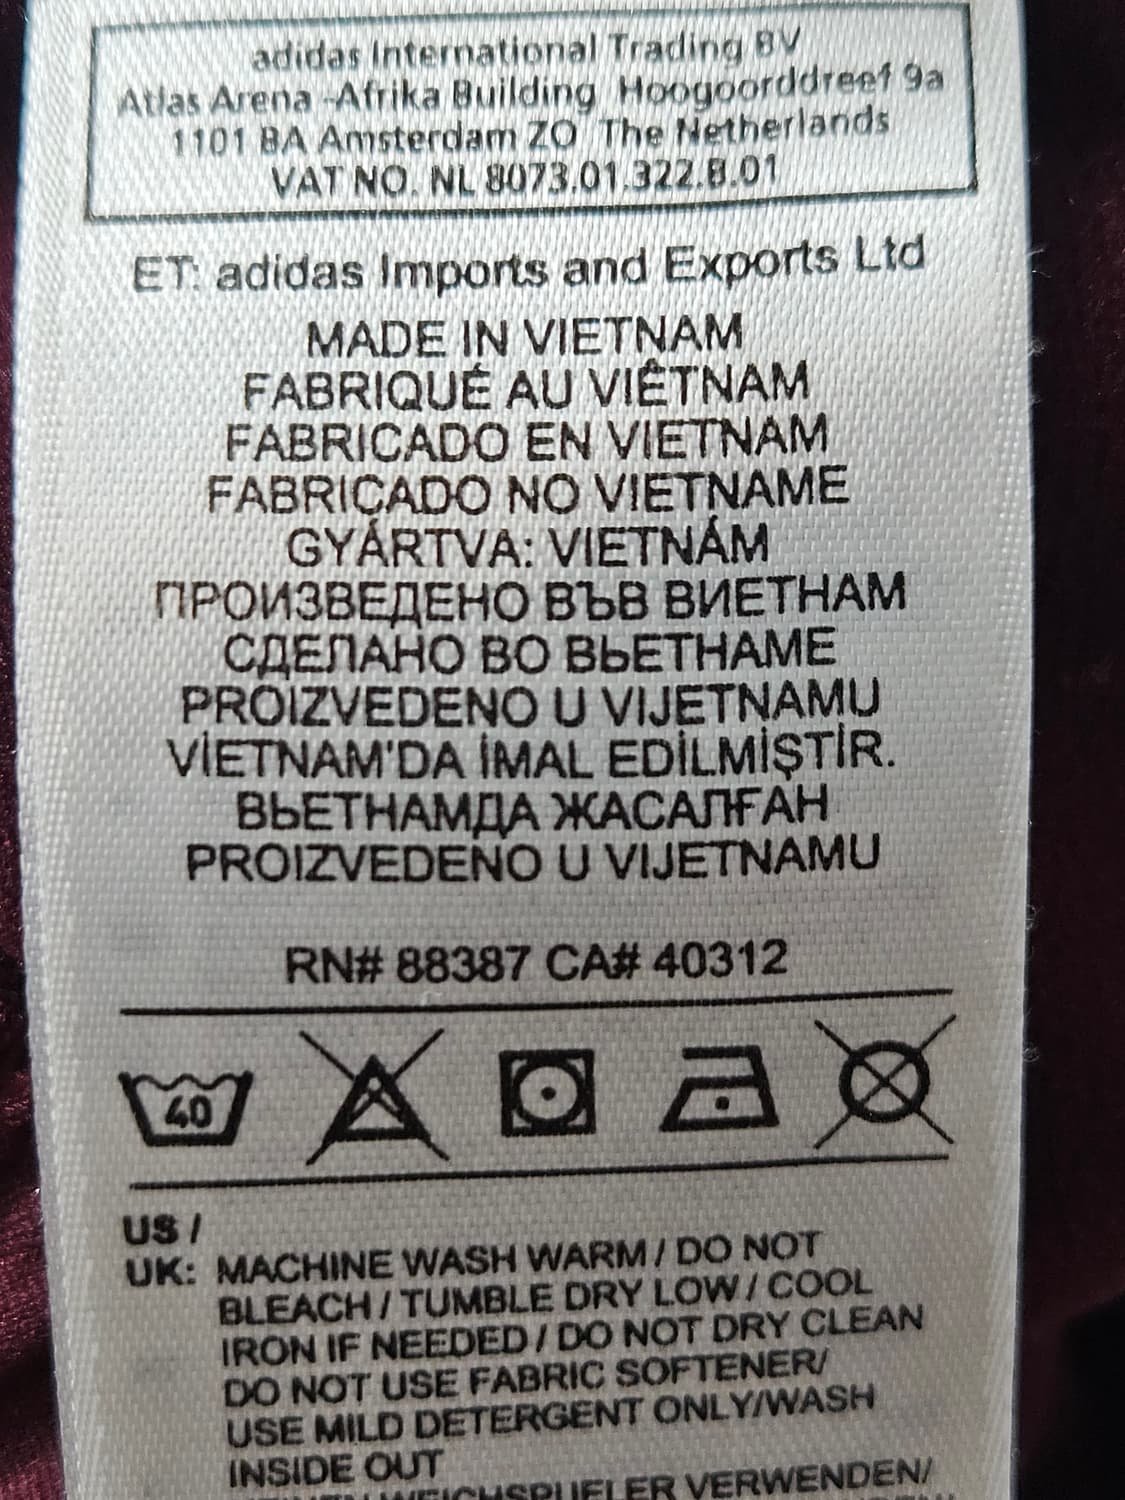 adidas International Trading BV
Atlas Arena -Afrika Building, Hoogoorddreef 9a
1101 BA Amsterdam ZO The Netherlands
VAT NO. NL 8073.01.322.B.01
ET: adidas Imports and Exports Ltd
MADE IN VIETNAM
FABRIQUÉ AU VIÊTNAM
FABRICADO EN VIETNAM
FABRICADO NO VIETNAME
GYÁRTVA: VIETNÁM
ПРОИЗВЕДЕНО ВЪВ ВИЕТНАМ
СДЕЛАНО ВО ВЬЕТНАМЕ
PROIZVEDENO U VIJETNAMU
VİETNAM'DA İMAL EDİLMİŞTİR.
ВЬЕТНАМДА ЖАСАЛҒАН
PROIZVEDENO U VIJETNAMU
RN# 88387 CA# 40312
40
US /
UK: MACHINE WASH WARM / DO NOT
BLEACH / TUMBLE DRY LOW / COOL
IRON IF NEEDED / DO NOT DRY CLEAN
DO NOT USE FABRIC SOFTENER/
USE MILD DETERGENT ONLY/WASH
INSIDE OUT
VERWENDEN/